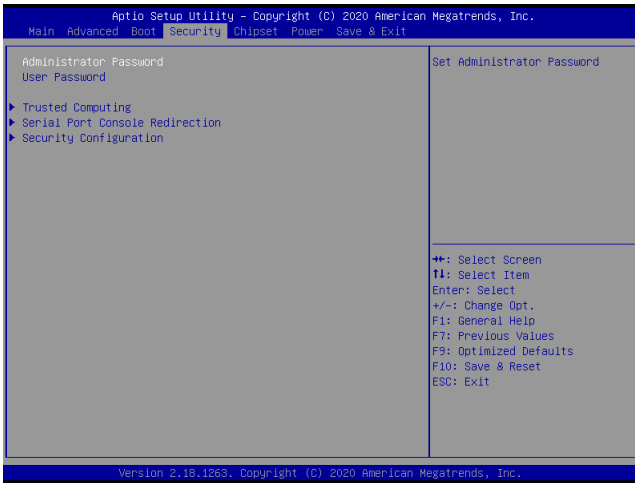 Aptio Setup Utility – Copyright (C) 2020 American Megatrends, Inc.
Main Advanced Boot Security Chipset Power Save & Exit
Administrator Password
User Password
Trusted Computing
Serial Port Console Redirection
Security Configuration
Set Administrator Password
→←: Select Screen
↑↓: Select Item
Enter: Select
+/-: Change Opt.
F1: General Help
F7: Previous Values
F9: Optimized Defaults
F10: Save & Reset
ESC: Exit
Version 2.18.1263. Copyright (C) 2020 American Megatrends, Inc.